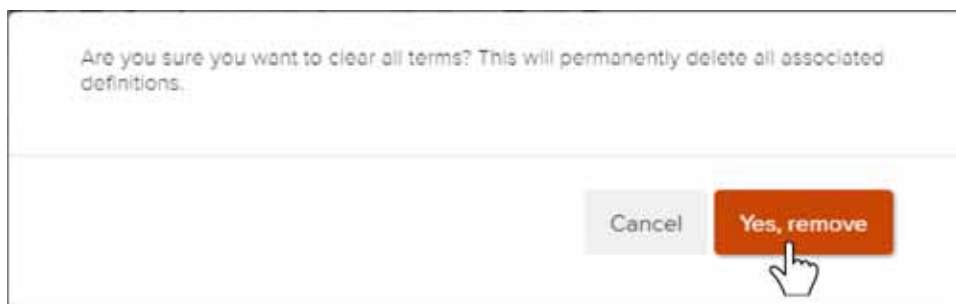 Are you sure you want to clear all terms? This will permanently delete all associated
definitions.
Cancel
Yes, remove